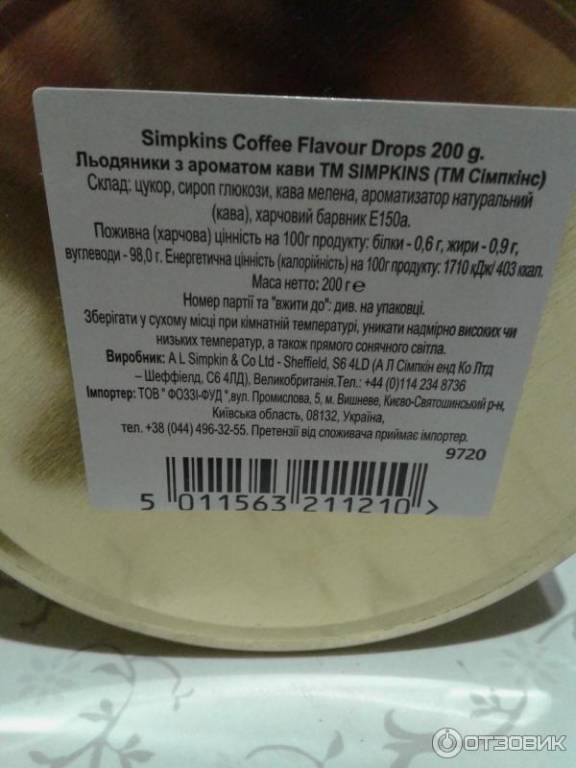 Simpkins Coffee Flavour Drops 200 g.
Льодяники з ароматом кави ТМ SIMPKINS (ТМ Сімпкінс)
Склад: цукор, сироп глюкози, кава мелена, ароматизатор натуральний
(кава), харчовий барвник Е150а.
Поживна (харчова) цінність на 100г продукту: білки - 0,6 г, жири - 0,9 г,
вуглеводи - 98,0 г. Енергетична цінність (калорійність) на 100г продукту: 1710 кДж/ 403 ккал.
Маса нетто: 200 г℮
Номер партії та "вжити до": див. на упаковці.
Зберігати у сухому місці при кімнатній температурі, уникати надмірно високих чи
низьких температур, а також прямого сонячного світла.
Виробник: A L Simpkin & Co Ltd - Sheffield, S6 4LD (А Л Сімпкін енд Ко Лтд
– Шеффіелд, С6 4ЛД), Великобританія.Тел.: +44 (0)114 234 8736
Імпортер: ТОВ " ФОЗЗІ-ФУД ",вул. Промислова, 5, м. Вишневе, Києво-Святошинський р-н,
Київська область, 08132, Україна,
тел. +38 (044) 496-32-55. Претензії від споживача приймає імпортер.
9720
5 011563 211210 >
ОТЗОВИК